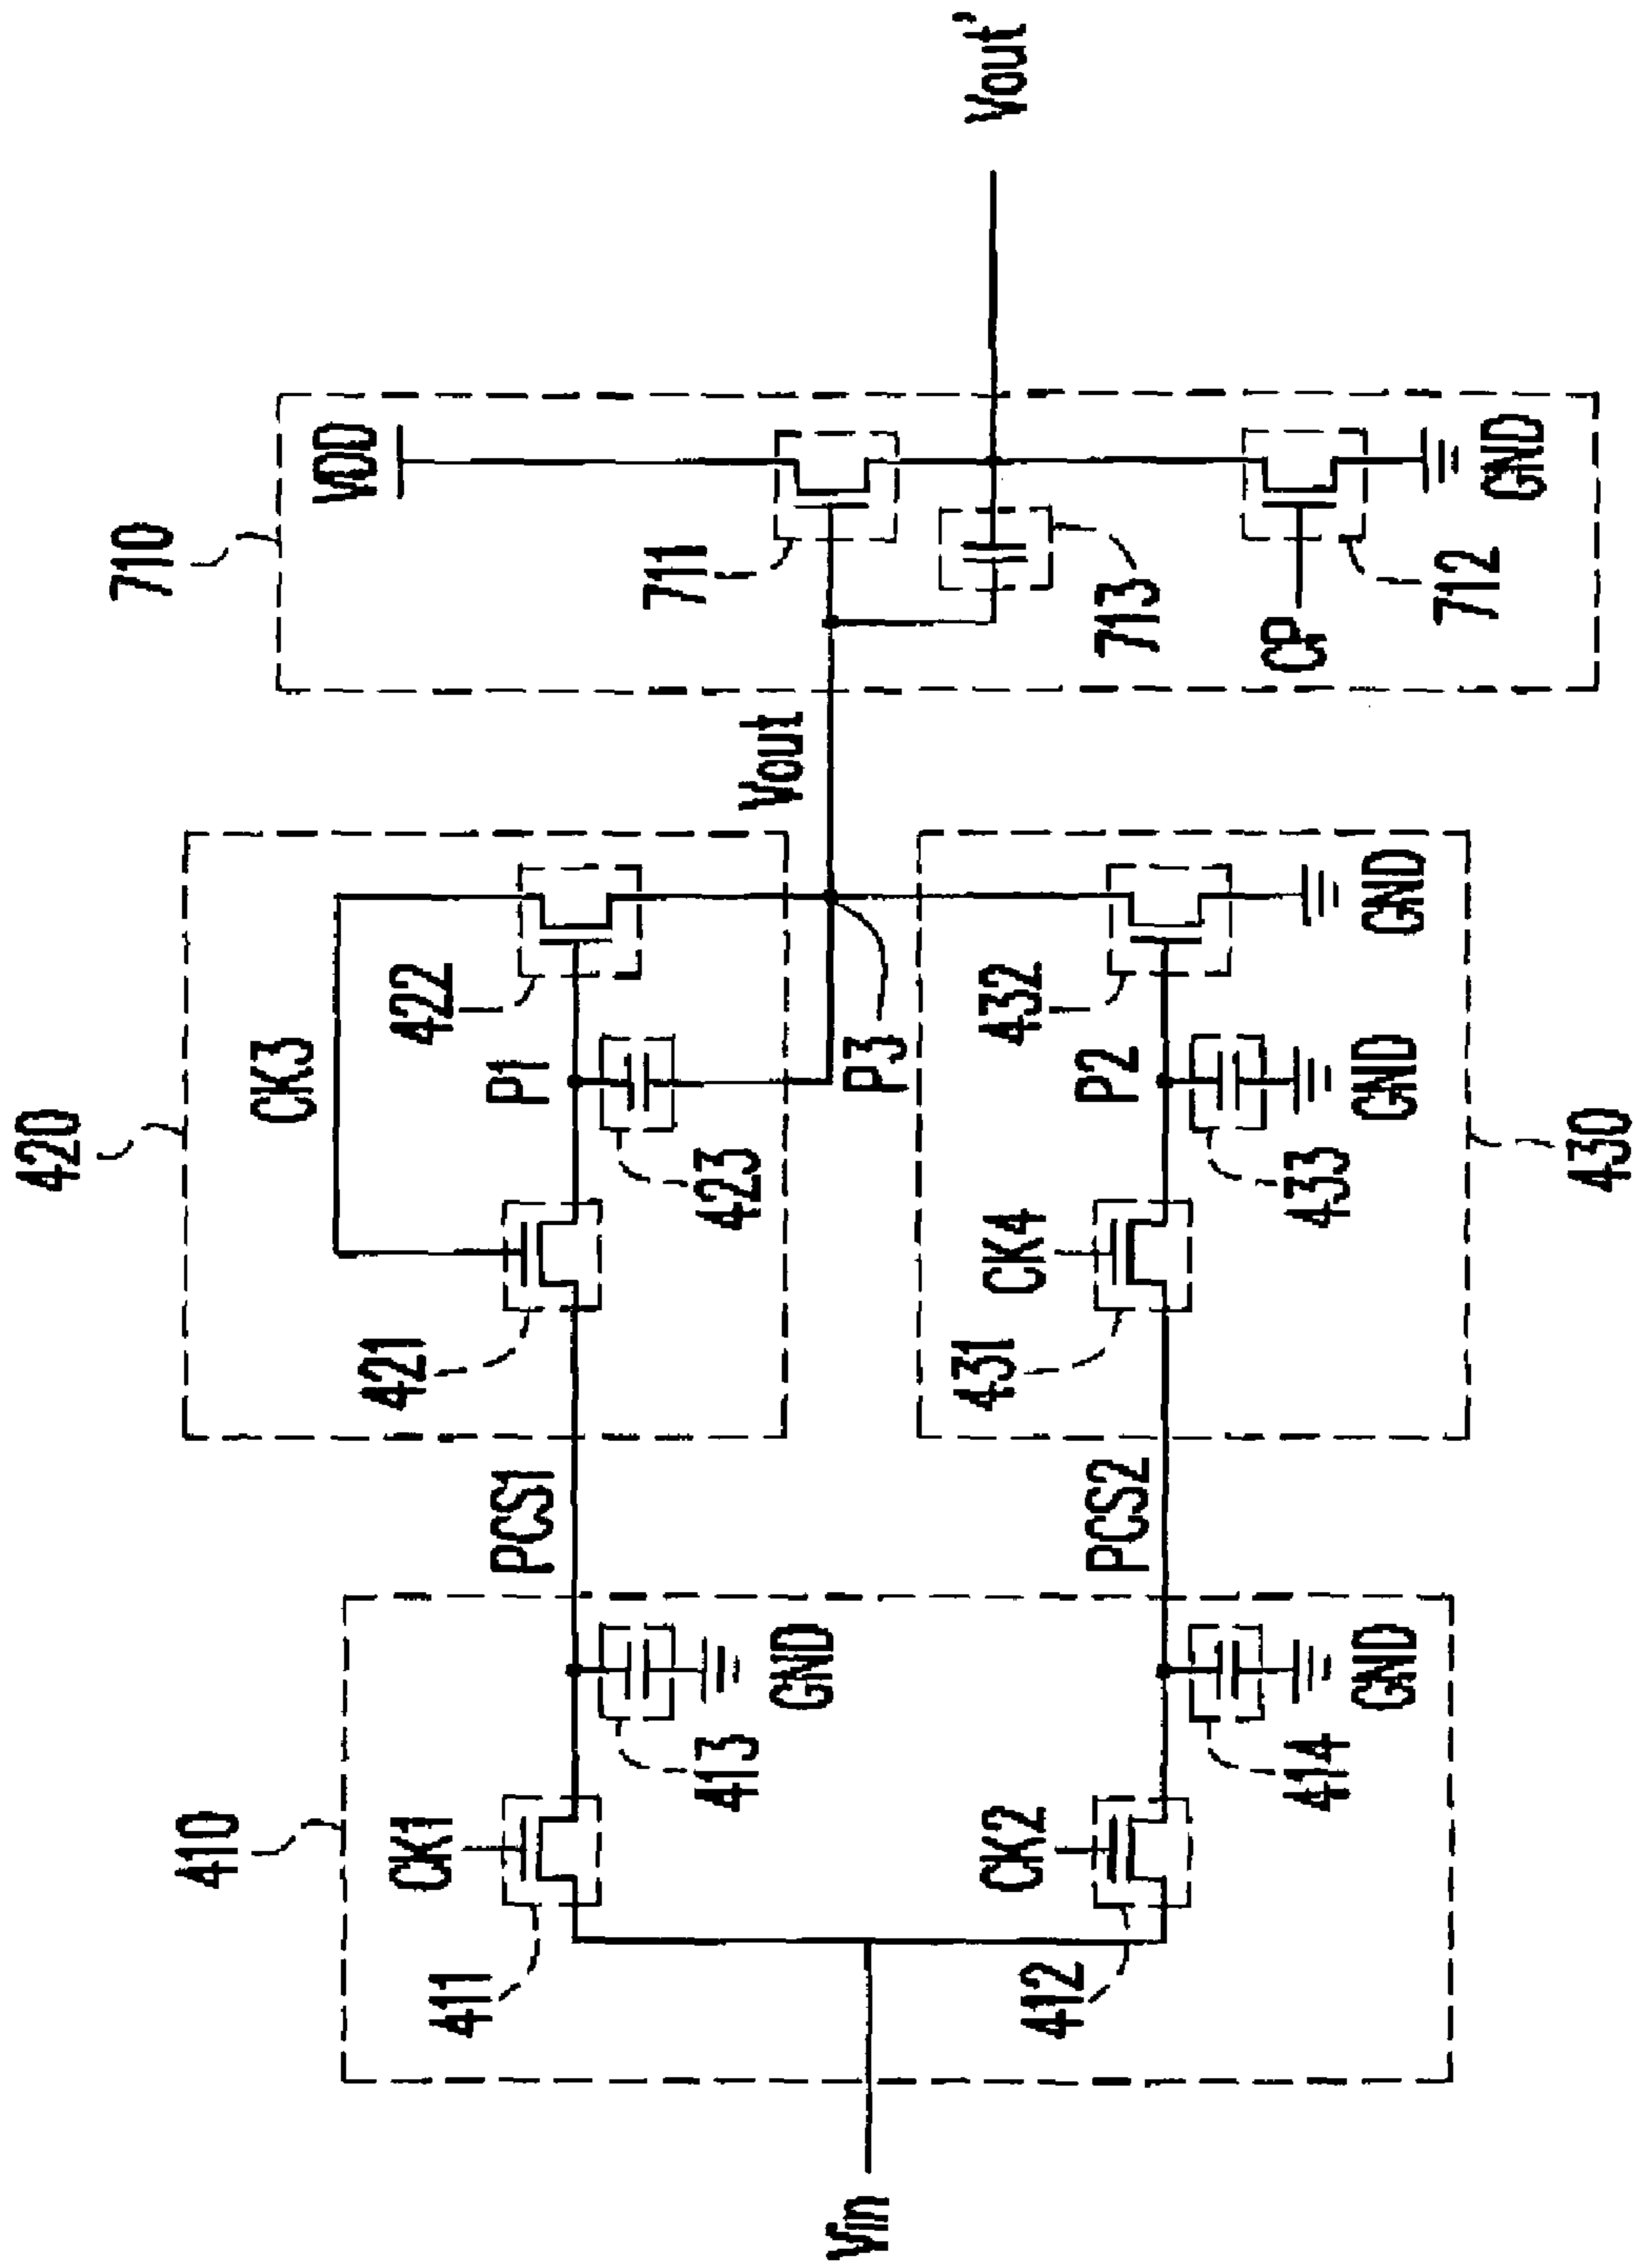 710
VDD
711
713
CP
712
GND
Vout'
420
CK3
422
P1
423
421
Vout
P3
432
P2
433
CK4
431
GND
GND
430
PCS1
PCS2
410
CK1
411
413
GND
CK2
412
414
GND
Vin